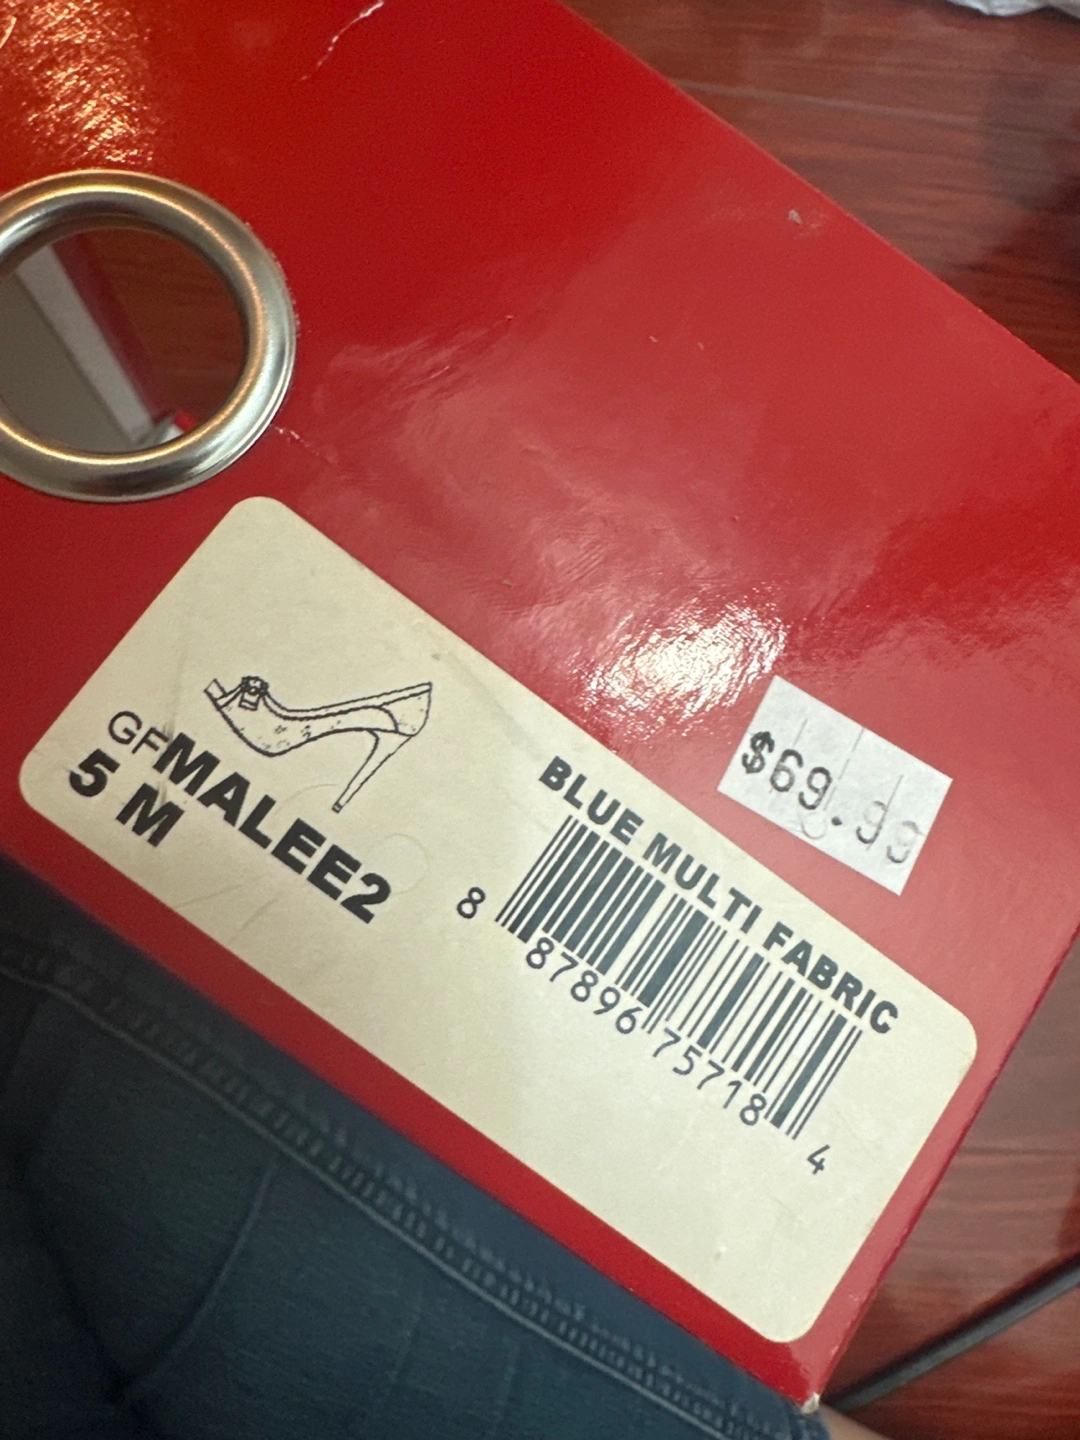 GFMALEE2
5 M
BLUE MULTI FABRIC
8 87896 75718 4
$69.99